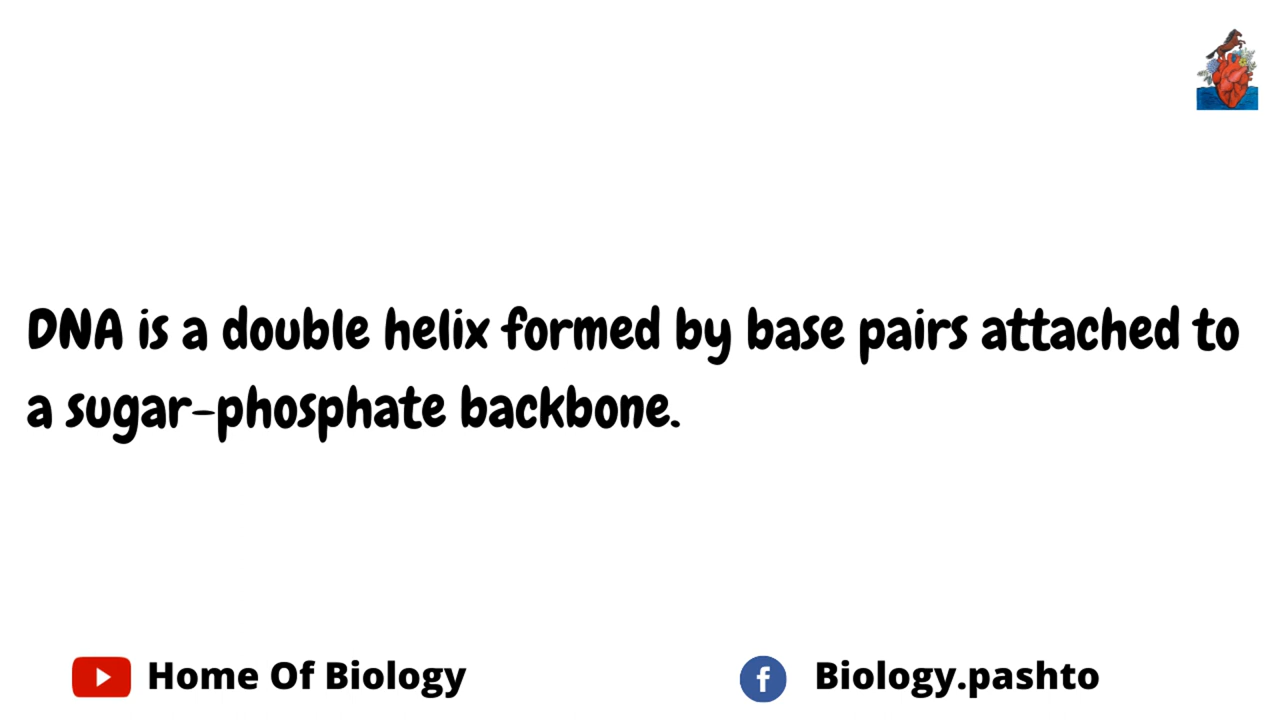 DNA is a double helix formed by base pairs attached to
a sugar-phosphate backbone.
Home Of Biology
Biology.pashto